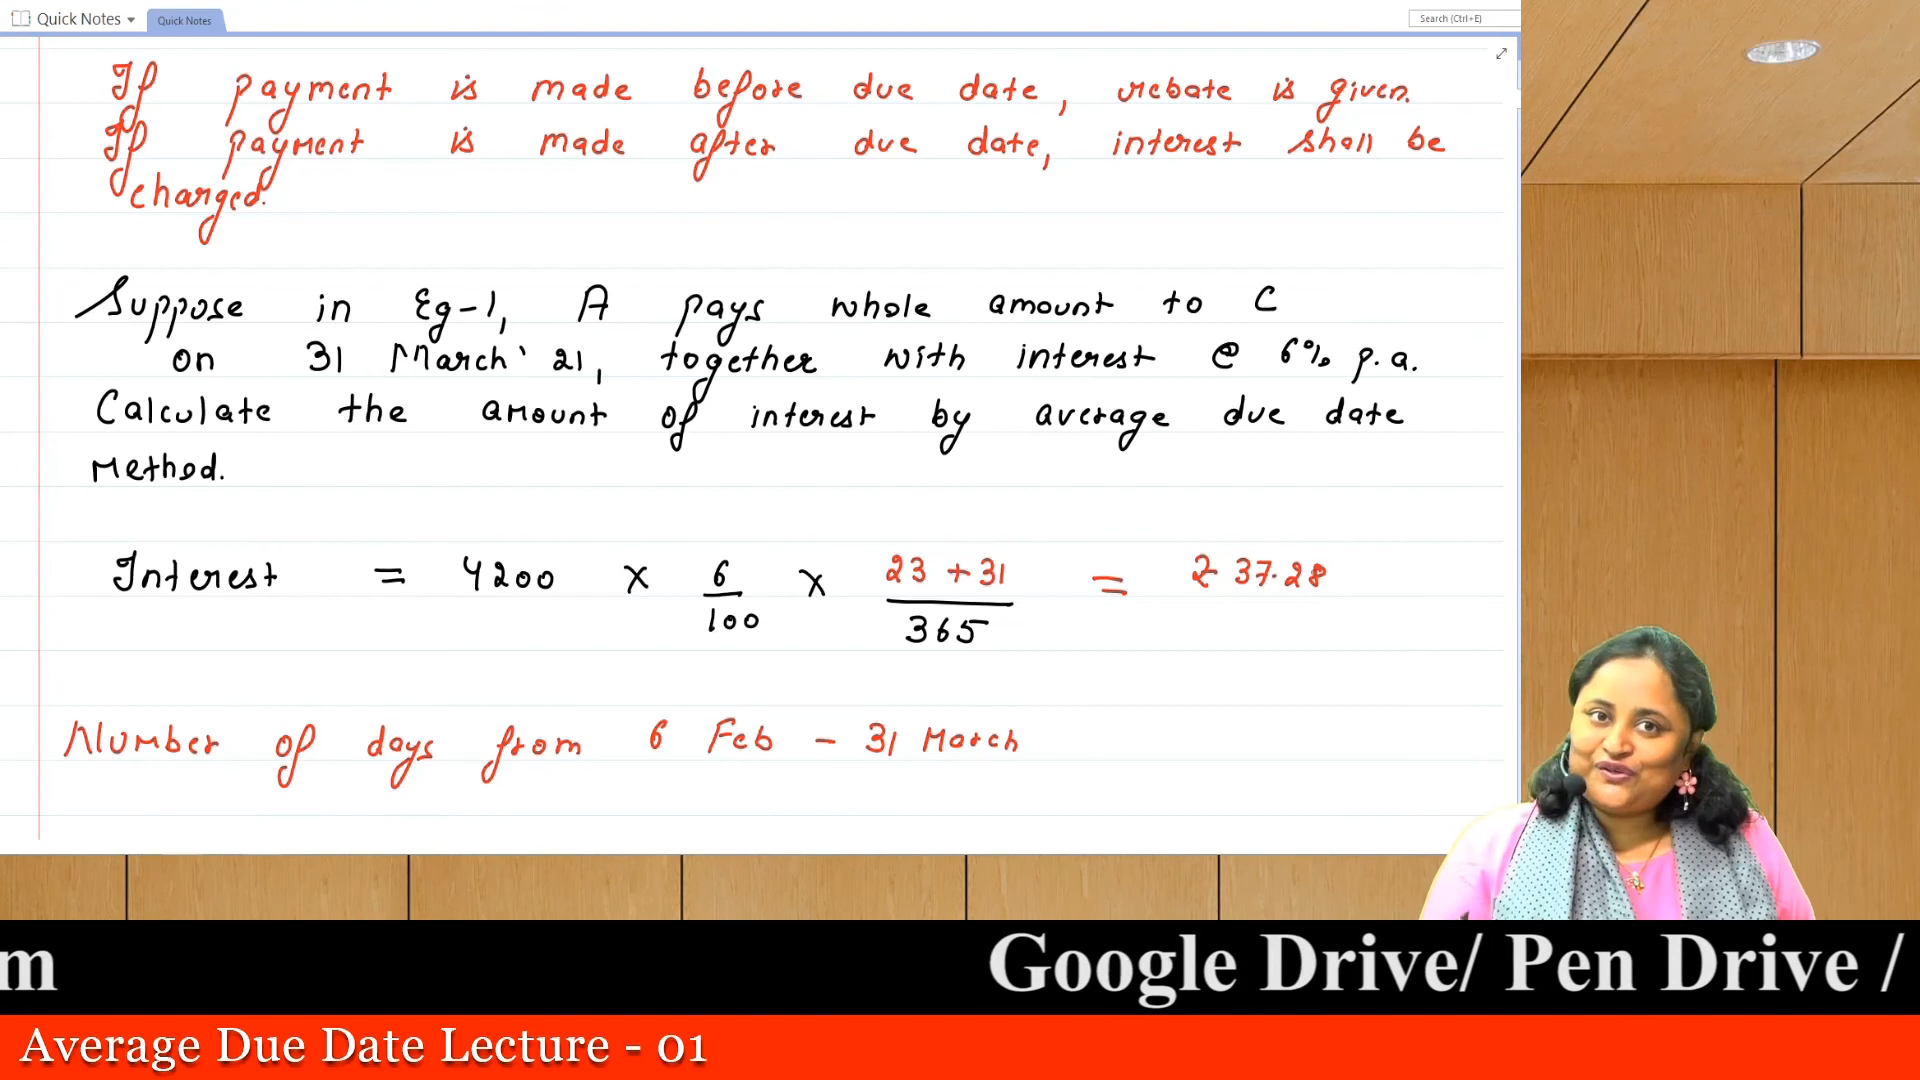 Quick Notes
Quick Notes
Search (Ctrl+E)
If payment is made before due date, rebate is given.
If payment is made after due date, interest shall be
charged.
Suppose in Eg-1, A pays whole amount to C
on 31 March' 21, together with interest @ 6% p.a.
Calculate the amount of interest by average due date
Method.
Interest = 4200 x 6/100 x 23 + 31/365 = ₹ 37.28
Number of days from 6 Feb - 31 March
m Google Drive/ Pen Drive /
Average Due Date Lecture - 01